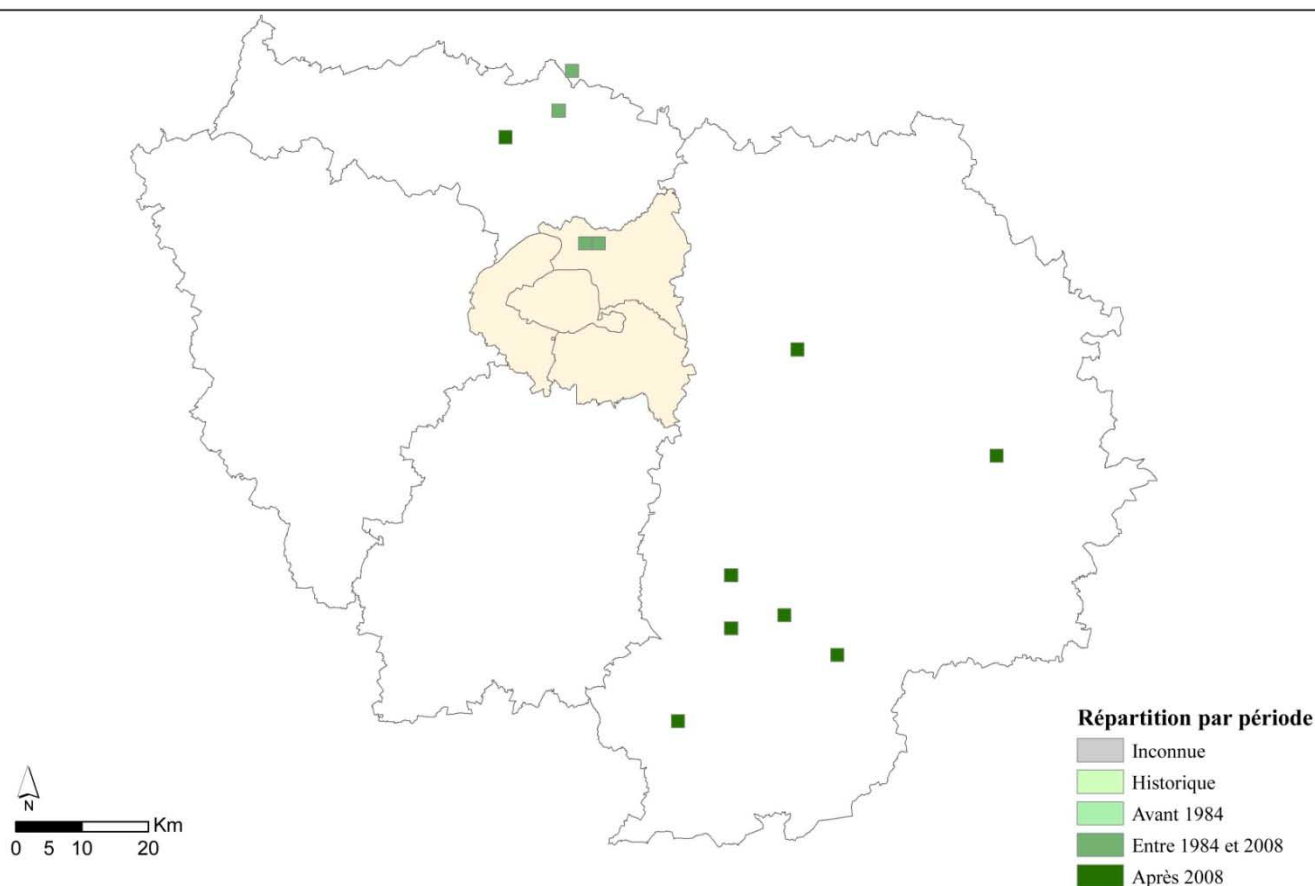 Répartition par période
Inconnue
Historique
Avant 1984
Entre 1984 et 2008
Après 2008
N
Km
0 5 10 20